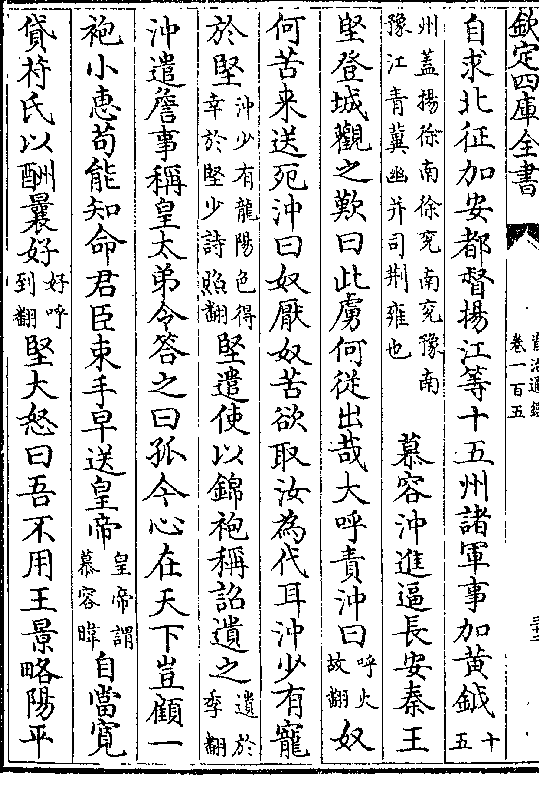 欽定四庫全書
資治通鑑
卷一百五
自求北征加安都督揚江等十五州諸軍事加黄鉞十五
州蓋揚徐南徐兖南兖豫南豫江青冀幽并司荆雍也 慕容沖進逼長安秦王
堅登城觀之歎曰此虜何從出哉大呼責沖曰呼火故翻奴
何苦来送死沖曰奴厭奴苦欲取汝為代耳沖少有寵
於堅沖少有龍陽色得幸於堅少詩照翻堅遣使以錦袍稱詔遺之遺於季翻
沖遣詹事稱皇太弟令答之曰孤今心在天下豈顧一
袍小惠苟能知命君臣束手早送皇帝皇帝謂慕容暐自當寛
貸苻氏以酬曩好好呼到翻堅大怒曰吾不用王景略陽平